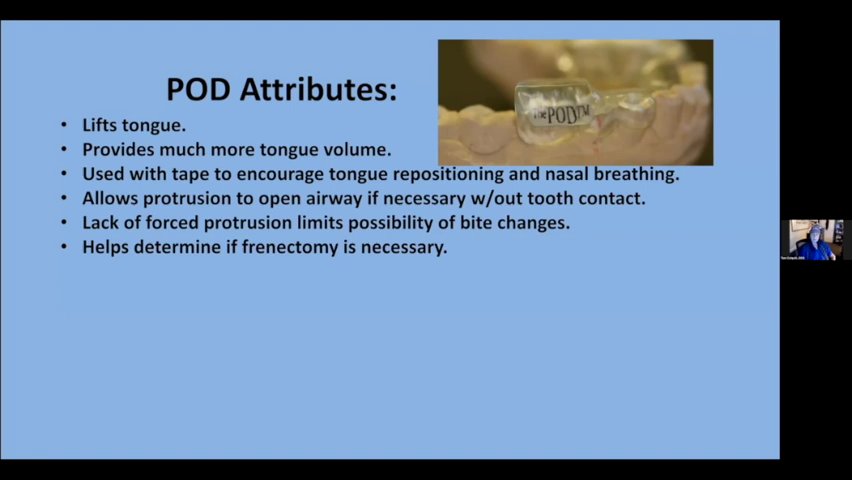 POD Attributes:
• Lifts tongue.
• Provides much more tongue volume.
• Used with tape to encourage tongue repositioning and nasal breathing.
• Allows protrusion to open airway if necessary w/out tooth contact.
• Lack of forced protrusion limits possibility of bite changes.
• Helps determine if frenectomy is necessary.
The PODTM